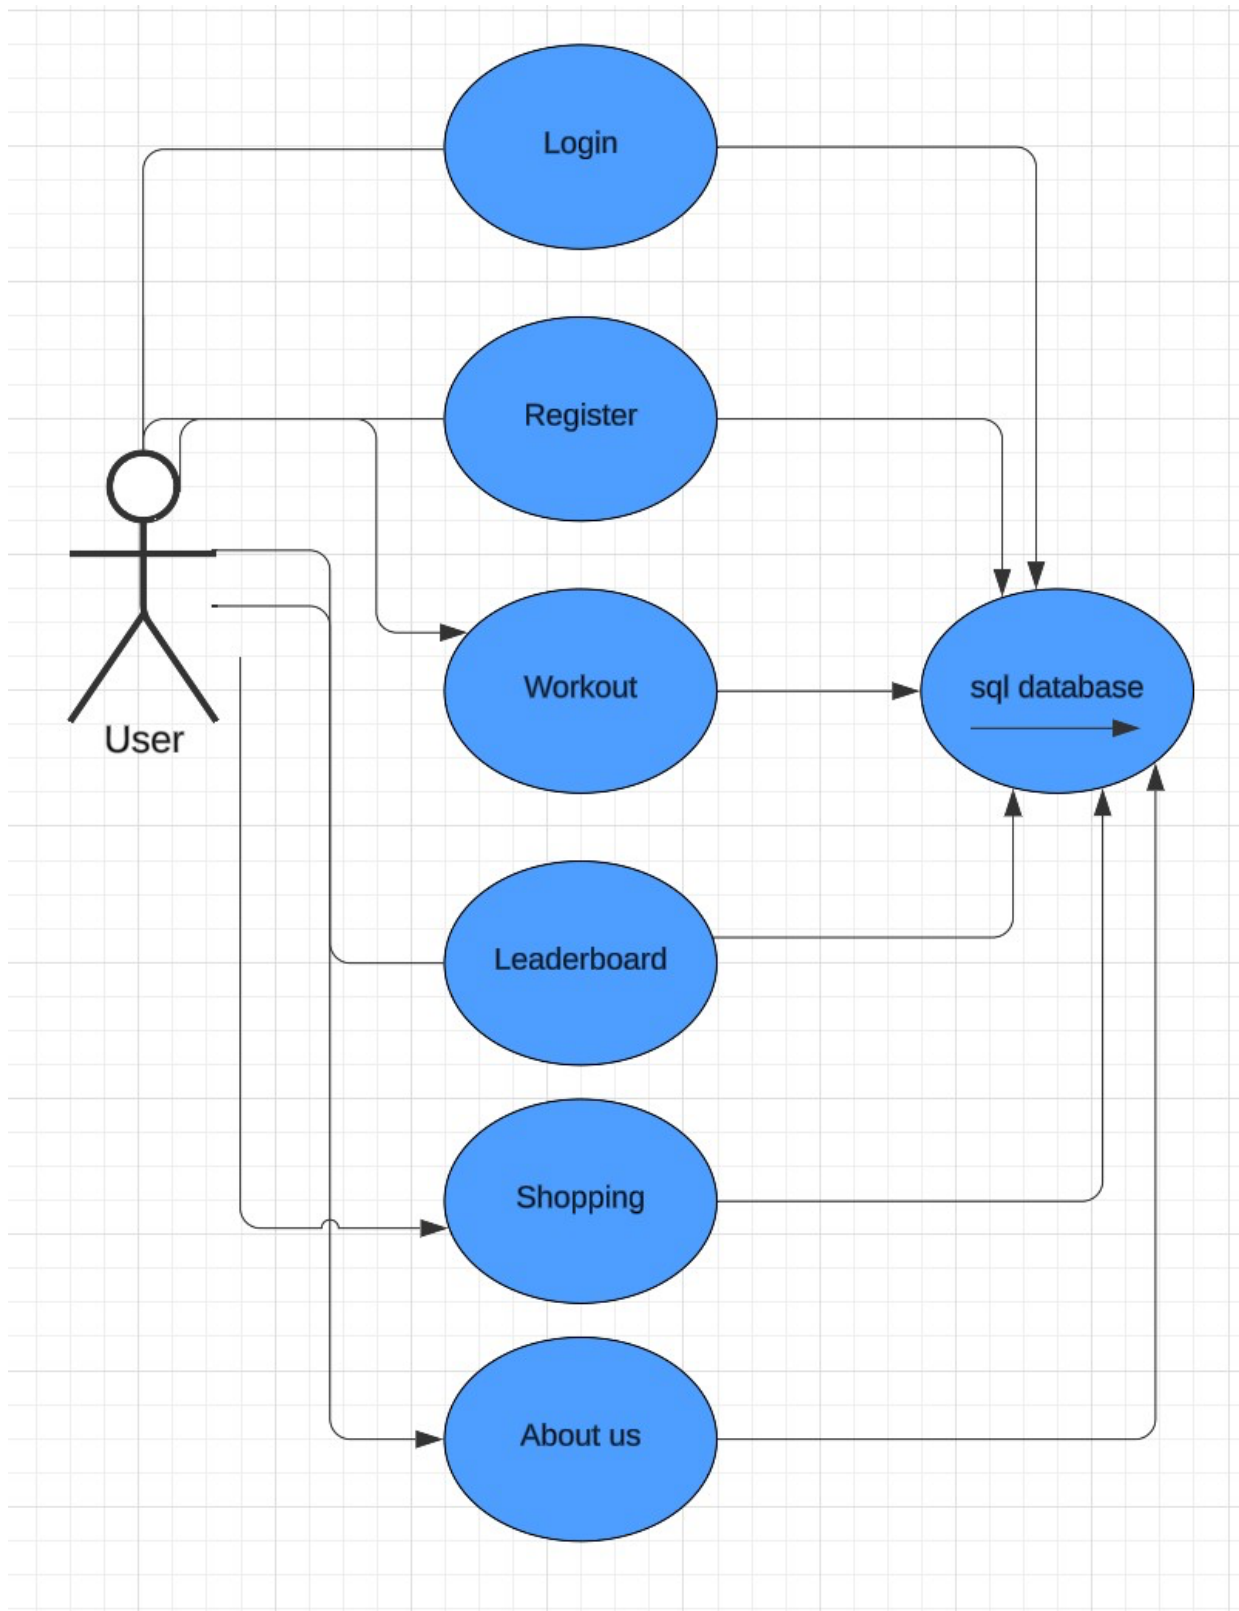 Login
Register
User
Workout
sql database
Leaderboard
Shopping
About us